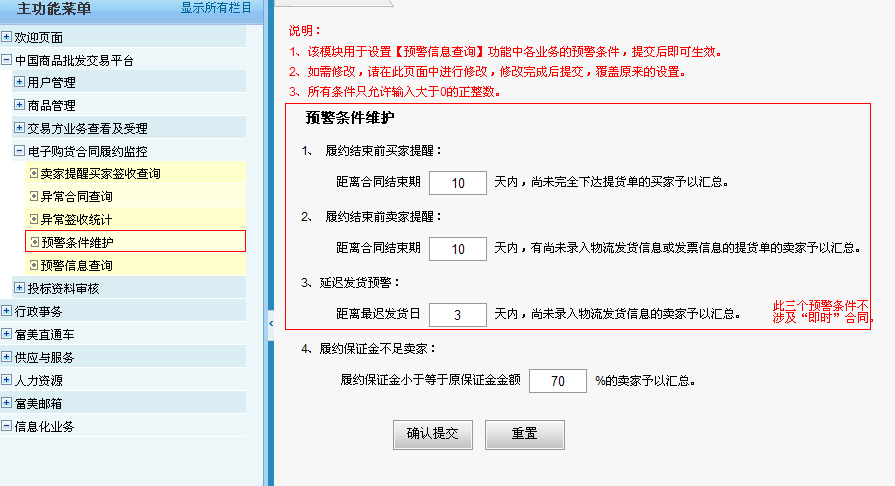 主功能菜单
显示所有栏目
欢迎页面
中国商品批发交易平台
用户管理
商品管理
交易方业务查看及受理
电子购货合同履约监控
卖家提醒买家签收查询
异常合同查询
异常签收统计
预警条件维护
预警信息查询
投标资料审核
行政事务
富美直通车
供应与服务
人力资源
富美邮箱
信息化业务
说明：
1、该模块用于设置【预警信息查询】功能中各业务的预警条件，提交后即可生效。
2、如需修改，请在此页面中进行修改，修改完成后提交，覆盖原来的设置。
3、所有条件只允许输入大于0的正整数。
预警条件维护
1、 履约结束前买家提醒：
距离合同结束期 10 天内，尚未完全下达提货单的买家予以汇总。
2、 履约结束前卖家提醒：
距离合同结束期 10 天内，有尚未录入物流发货信息或发票信息的提货单的卖家予以汇总。
3、延迟发货预警：
距离最迟发货日 3 天内，尚未录入物流发货信息的卖家予以汇总。
此三个预警条件不
涉及“即时”合同。
4、履约保证金不足卖家：
履约保证金小于等于原保证金金额 70 %的卖家予以汇总。
确认提交
重置